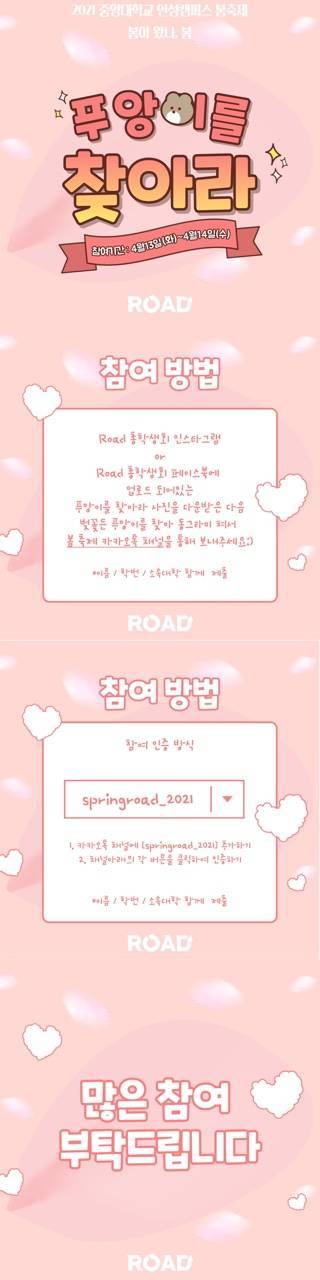 2021 중앙대학교 안성캠퍼스 봄축제
봄이 왔나, 봄
푸앙이를
찾아라
참여기간: 4월13일(화)~4월14일(수)
ROAD
참여 방법
Road 총학생회 인스타그램
or
Road 총학생회 페이스북에
업로드 되어있는
푸앙이를 찾아라 사진을 다운받은 다음
벚꽃든 푸앙이를 찾아 동그라미 쳐서
봄 축제 카카오톡 채널을 통해 보내주세요:)
*이름 / 학번 / 소속대학 함께 제출
ROAD
참여 방법
참여 인증 방식
springroad_2021
1. 카카오톡 채널에 [springroad_2021] 추가하기
2. 채널아래의 각 버튼을 클릭하여 인증하기
*이름 / 학번 / 소속대학 함께 제출
ROAD
많은 참여
부탁드립니다
ROAD